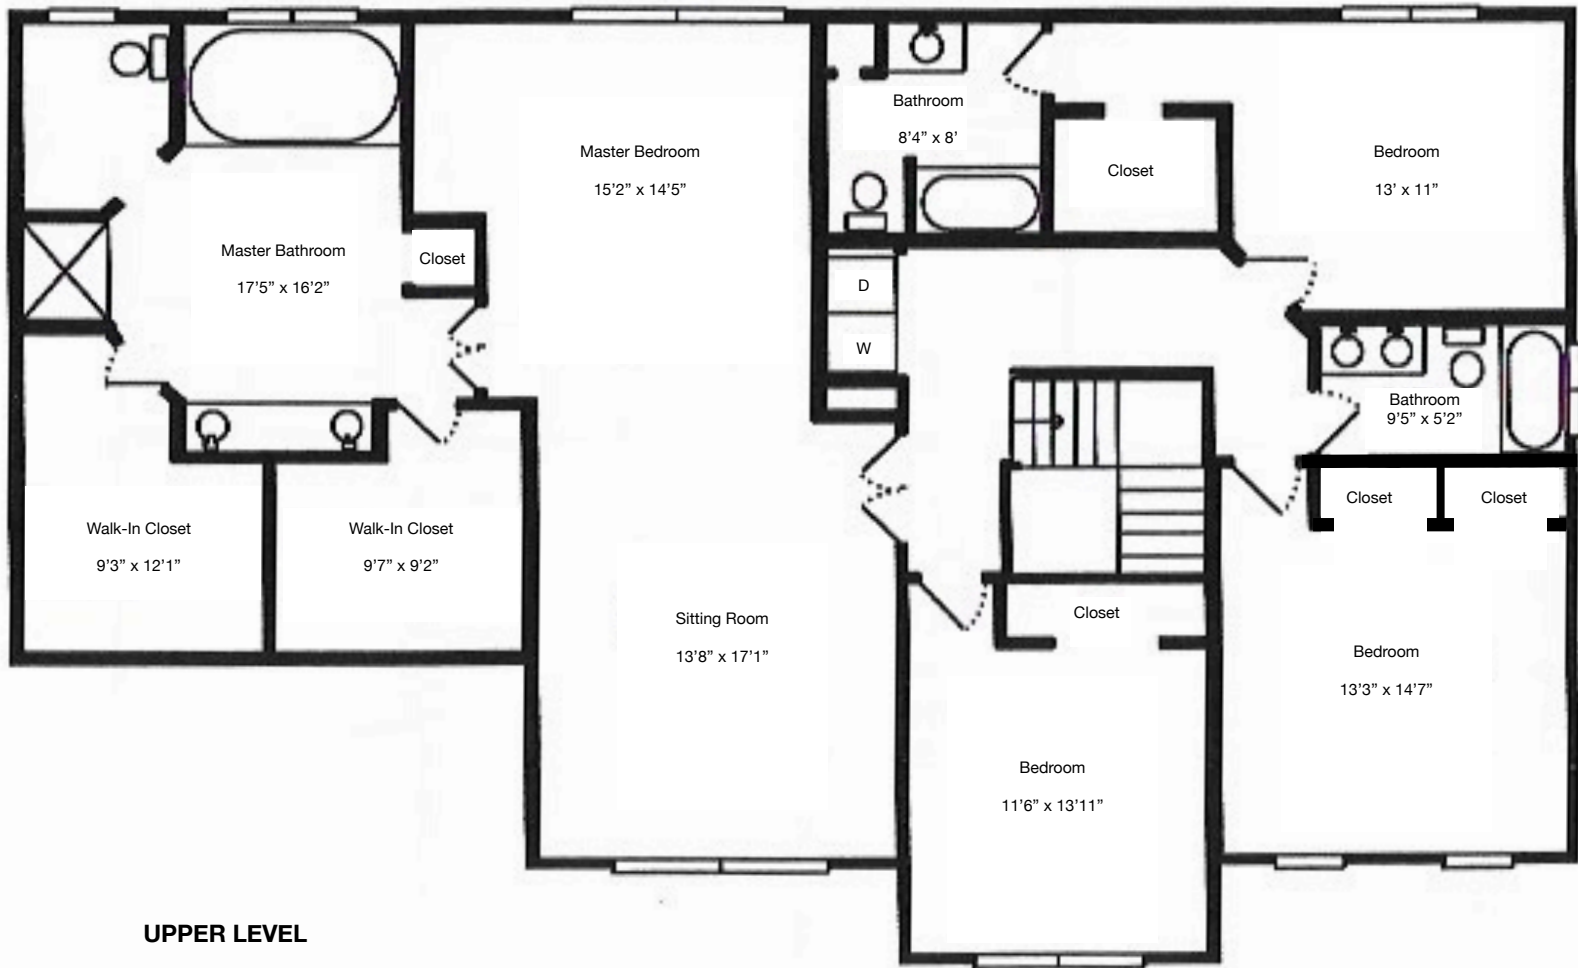 Bathroom
8’4” x 8’
Master Bedroom
15’2” x 14’5”
Closet
Bedroom
13’ x 11”
Master Bathroom
17’5” x 16’2”
Closet
D
W
Bathroom
9’5” x 5’2”
Closet
Closet
Walk-In Closet
9’3” x 12’1”
Walk-In Closet
9’7” x 9’2”
Sitting Room
13’8” x 17’1”
Closet
Bedroom
13’3” x 14’7”
Bedroom
11’6” x 13’11”
UPPER LEVEL